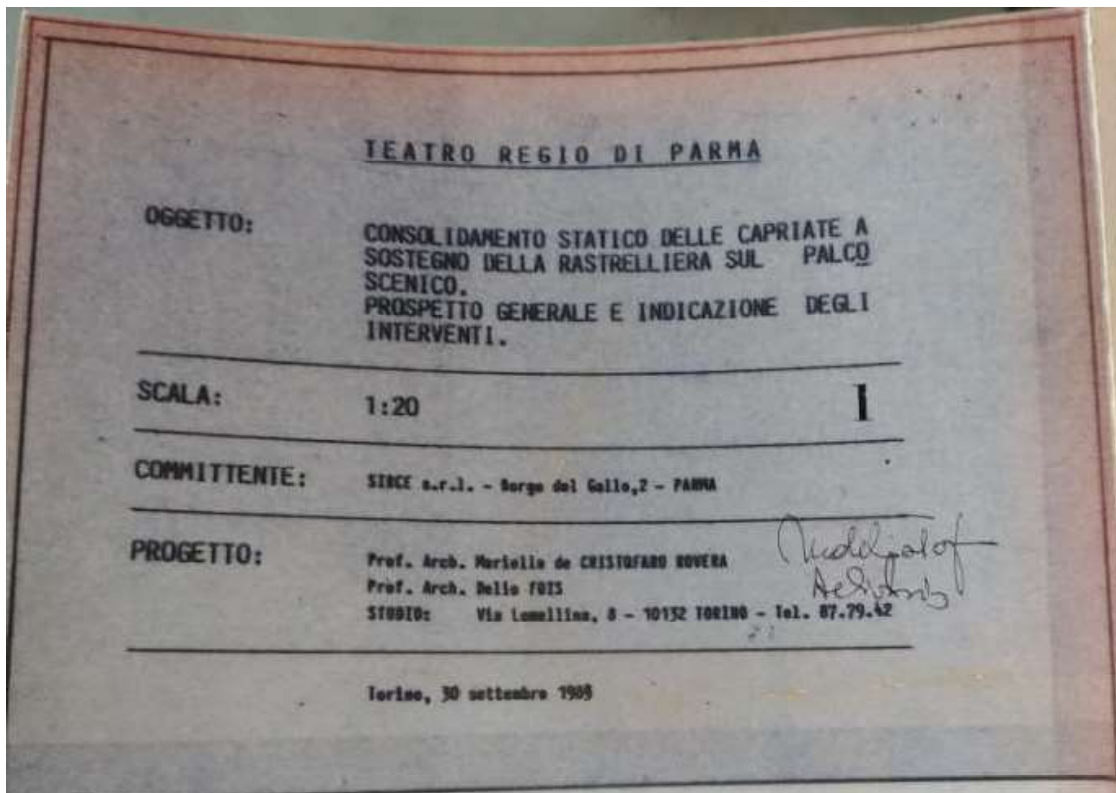 TEATRO REGIO DI PARMA
OGGETTO: CONSOLIDAMENTO STATICO DELLE CAPRIATE A
SOSTEGNO DELLA RASTRELLIERA SUL PALCO
SCENICO.
PROSPETTO GENERALE E INDICAZIONE DEGLI
INTERVENTI.
SCALA: 1:20 1
COMMITTENTE: s.r.l. - Borgo del Gallo,2 - PARMA
PROGETTO: Prof. Arch. Mariella de CRISTOFARO ROVERA
Prof. Arch. Delio FOIS
STUDIO: Via Lomellina, 8 - 10132 TORINO - Tel. 87.79.42
Torino, 30 settembre